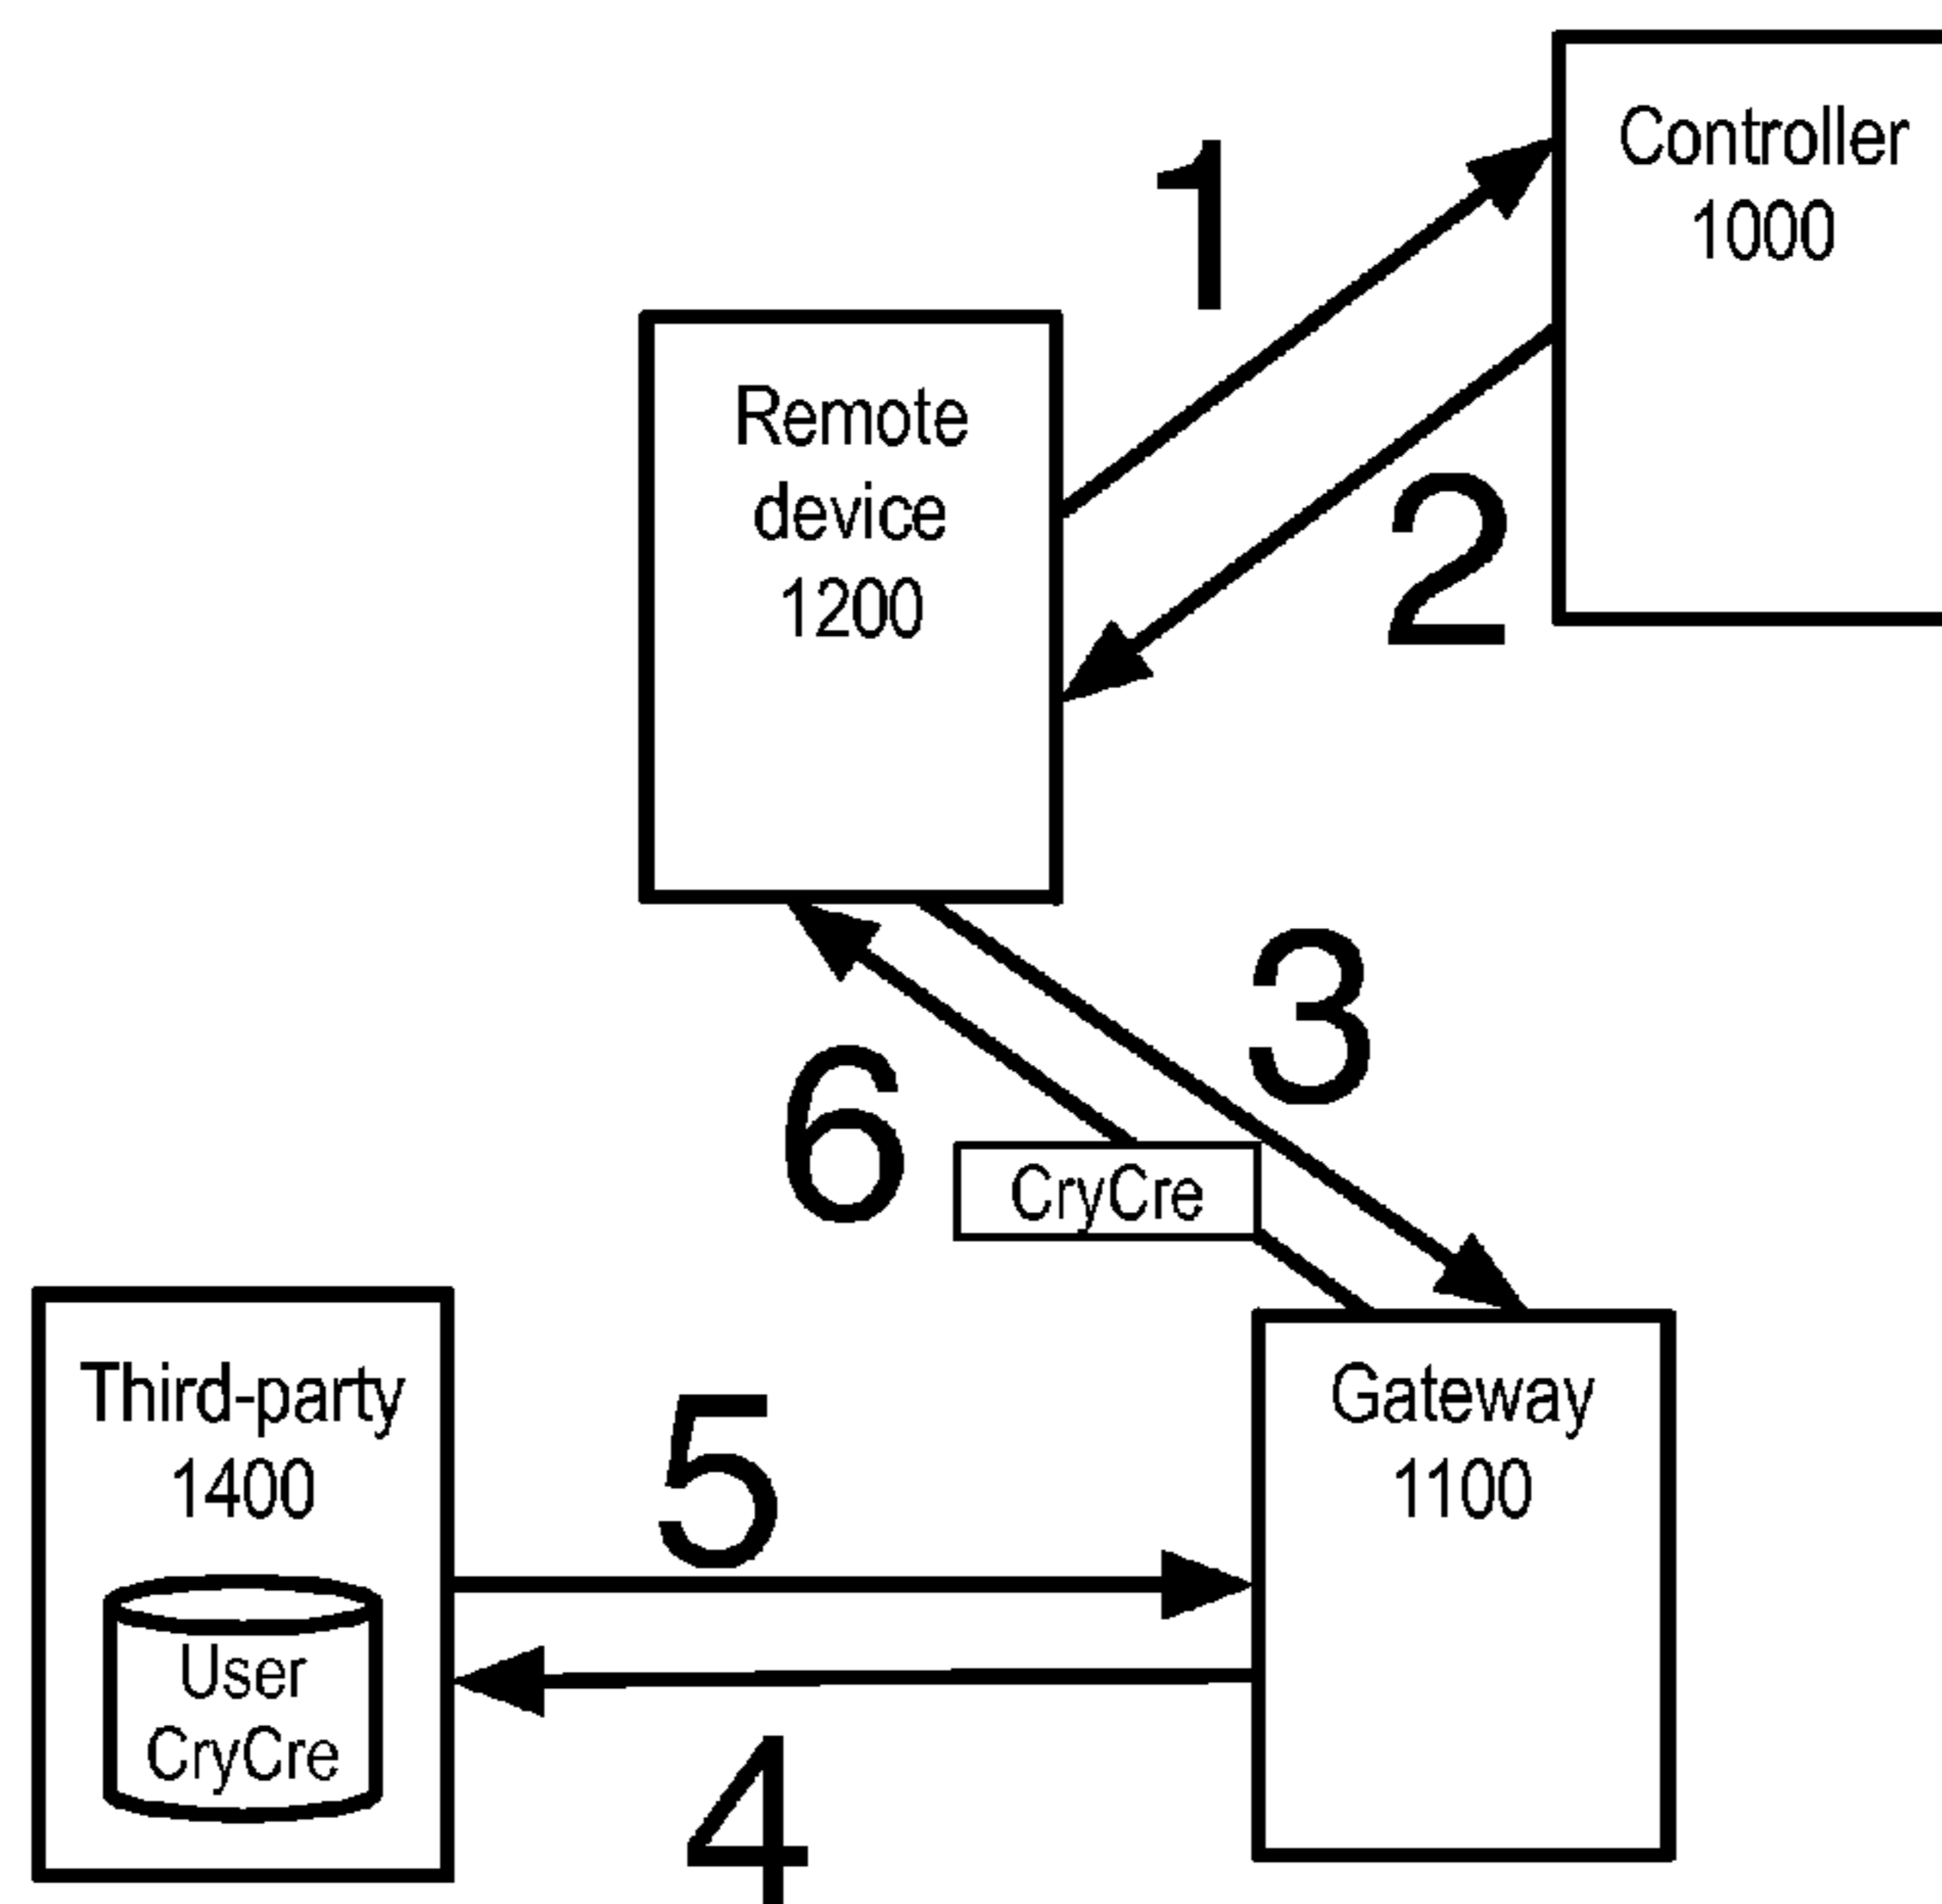 Controller
1000
1
Remote
device
1200
2
3
6
CryCre
Third-party
1400
5
Gateway
1100
User
CryCre
4